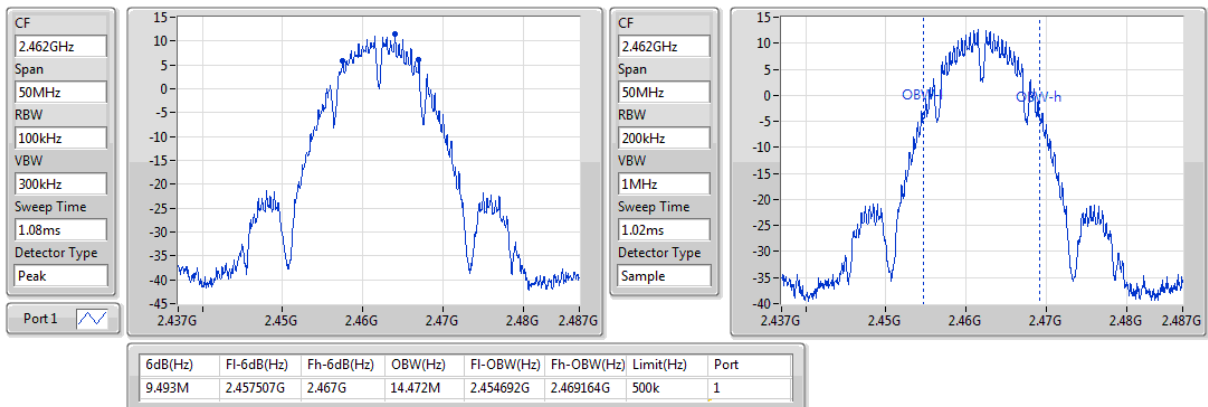 CF
2.462GHz
Span
50MHz
RBW
100kHz
VBW
300kHz
Sweep Time
1.08ms
Detector Type
Peak
Port 1
15
10
5
0
-5
-10
-15
-20
-25
-30
-35
-40
-45
2.437G 2.45G 2.46G 2.47G 2.48G 2.487G
CF
2.462GHz
Span
50MHz
RBW
200kHz
VBW
1MHz
Sweep Time
1.02ms
Detector Type
Sample
15
10
5
0
-5
-10
-15
-20
-25
-30
-35
-40
OBW-l OBW-h
2.437G 2.45G 2.46G 2.47G 2.48G 2.487G
6dB(Hz) Fl-6dB(Hz) Fh-6dB(Hz) OBW(Hz) Fl-OBW(Hz) Fh-OBW(Hz) Limit(Hz) Port
9.493M 2.457507G 2.467G 14.472M 2.454692G 2.469164G 500k 1